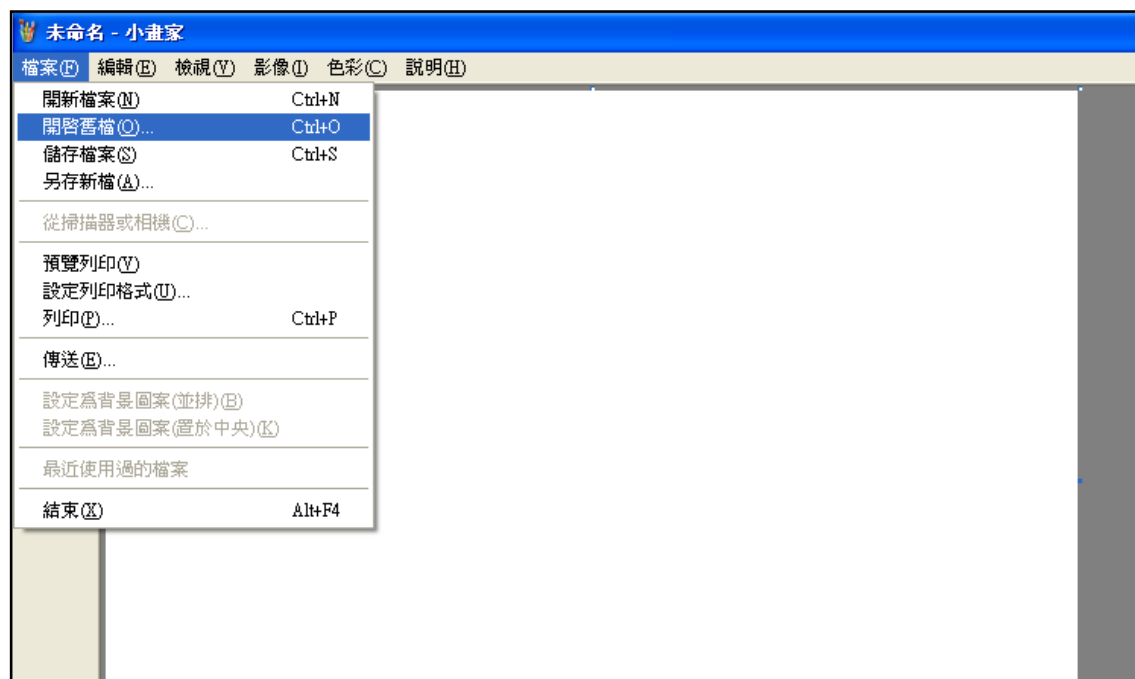 未命名 - 小畫家
檔案(F) 編輯(E) 檢視(V) 影像(I) 色彩(C) 說明(H)
開新檔案(N) Ctrl+N
開啓舊檔(O)... Ctrl+O
儲存檔案(S) Ctrl+S
另存新檔(A)...
從掃描器或相機(C)...
預覽列印(V)
設定列印格式(U)...
列印(P)... Ctrl+P
傳送(E)...
設定爲背景圖案(並排)(B)
設定爲背景圖案(置於中央)(K)
最近使用過的檔案
結束(X) Alt+F4